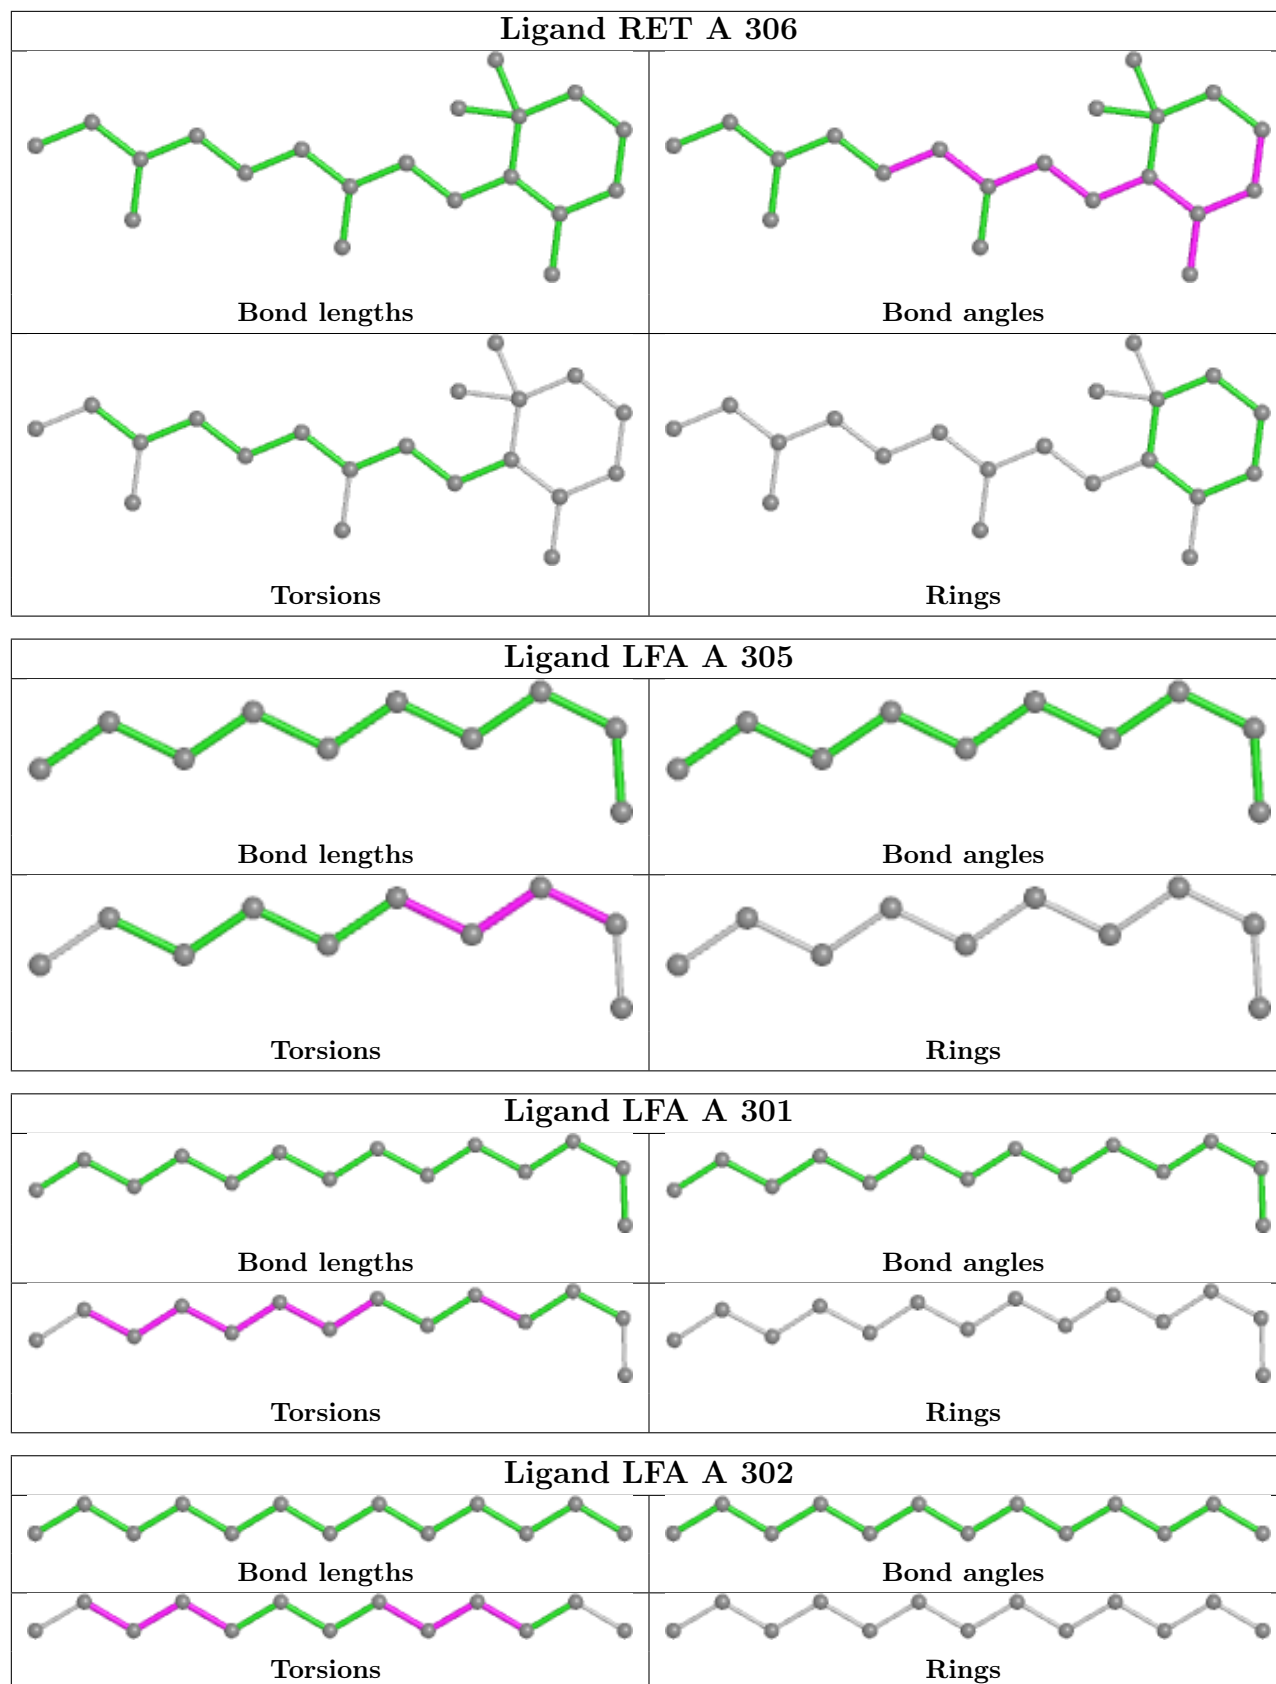 Ligand RET A 306
Bond lengths
Bond angles
Torsions
Rings
Ligand LFA A 305
Bond lengths
Bond angles
Torsions
Rings
Ligand LFA A 301
Bond lengths
Bond angles
Torsions
Rings
Ligand LFA A 302
Bond lengths
Bond angles
Torsions
Rings